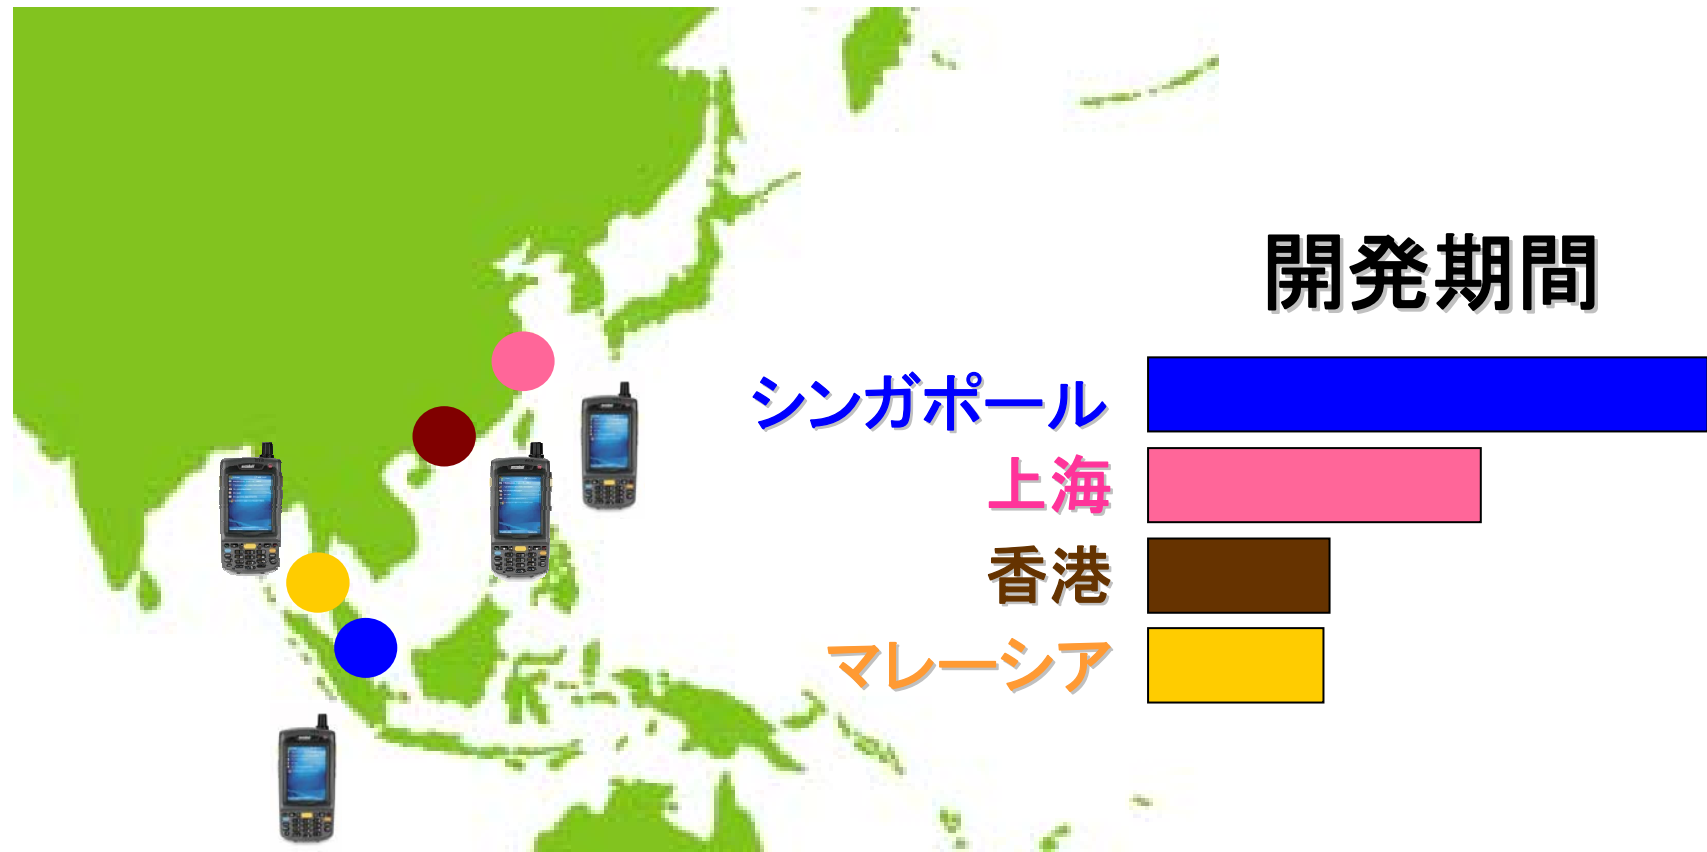 開発期間
シンガポール
上海
香港
マレーシア